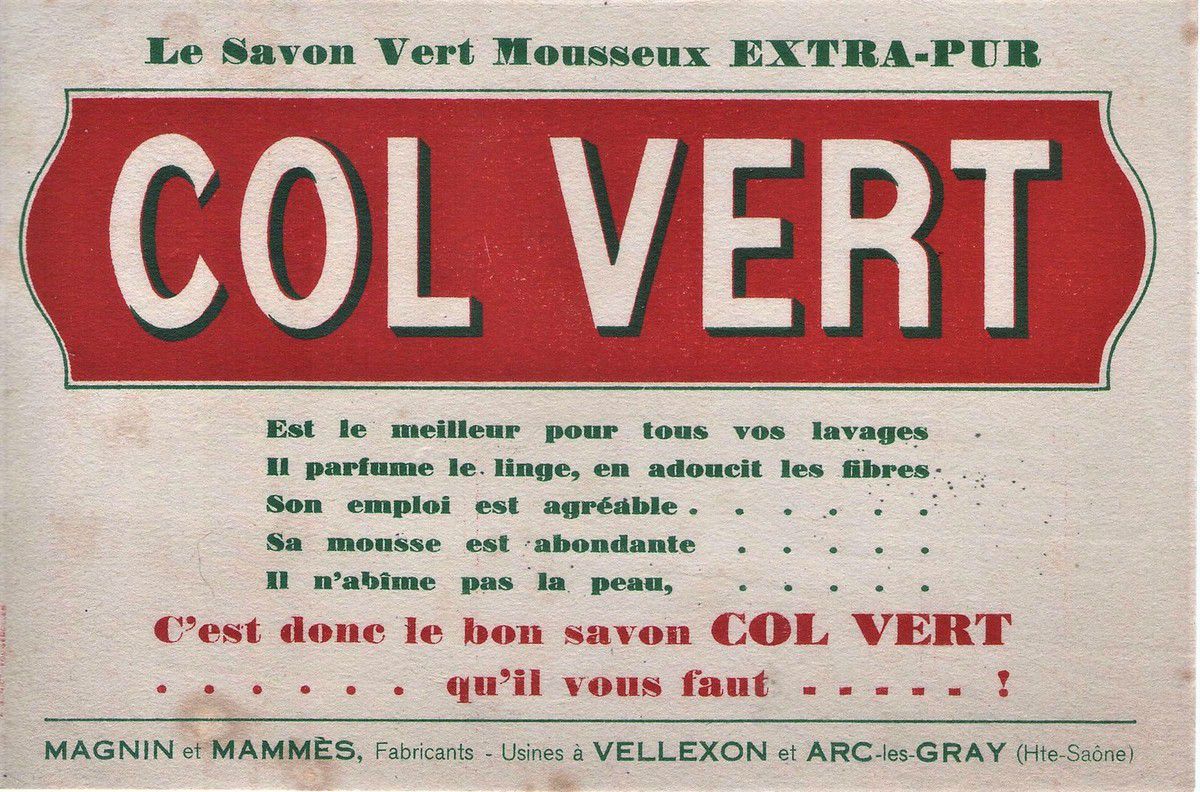 Le Savon Vert Mousseux EXTRA-PUR
COL VERT
Est le meilleur pour tous vos lavages
Il parfume le linge, en adoucit les fibres
Son emploi est agréable . . . . . .
Sa mousse est abondante . . . . .
Il n'abîme pas la peau, . . . . .
C'est donc le bon savon COL VERT
. . . . . . qu'il vous faut . . . . . !
MAGNIN et MAMMÈS, Fabricants - Usines à VELLEXON et ARC-les-GRAY (Hte-Saône)